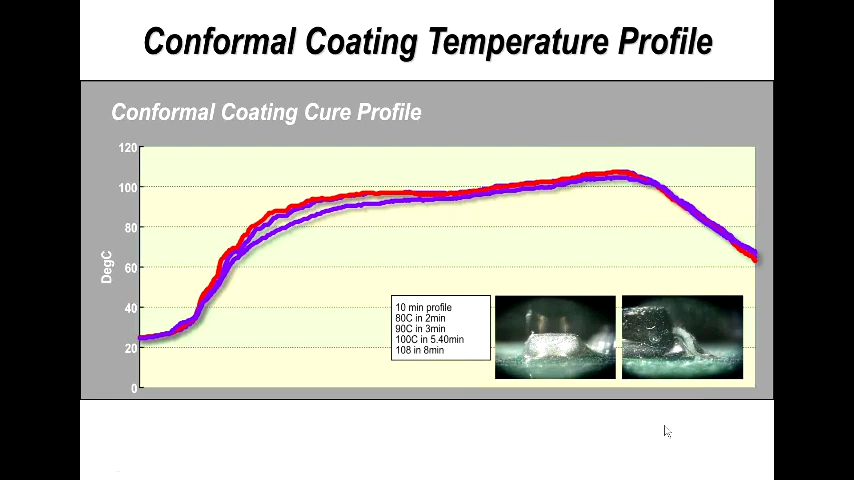 Conformal Coating Temperature Profile
Conformal Coating Cure Profile
120
100
80
60
40
20
0
DegC
10 min profile
80C in 2min
90C in 3min
100C in 5.40min
108 in 8min